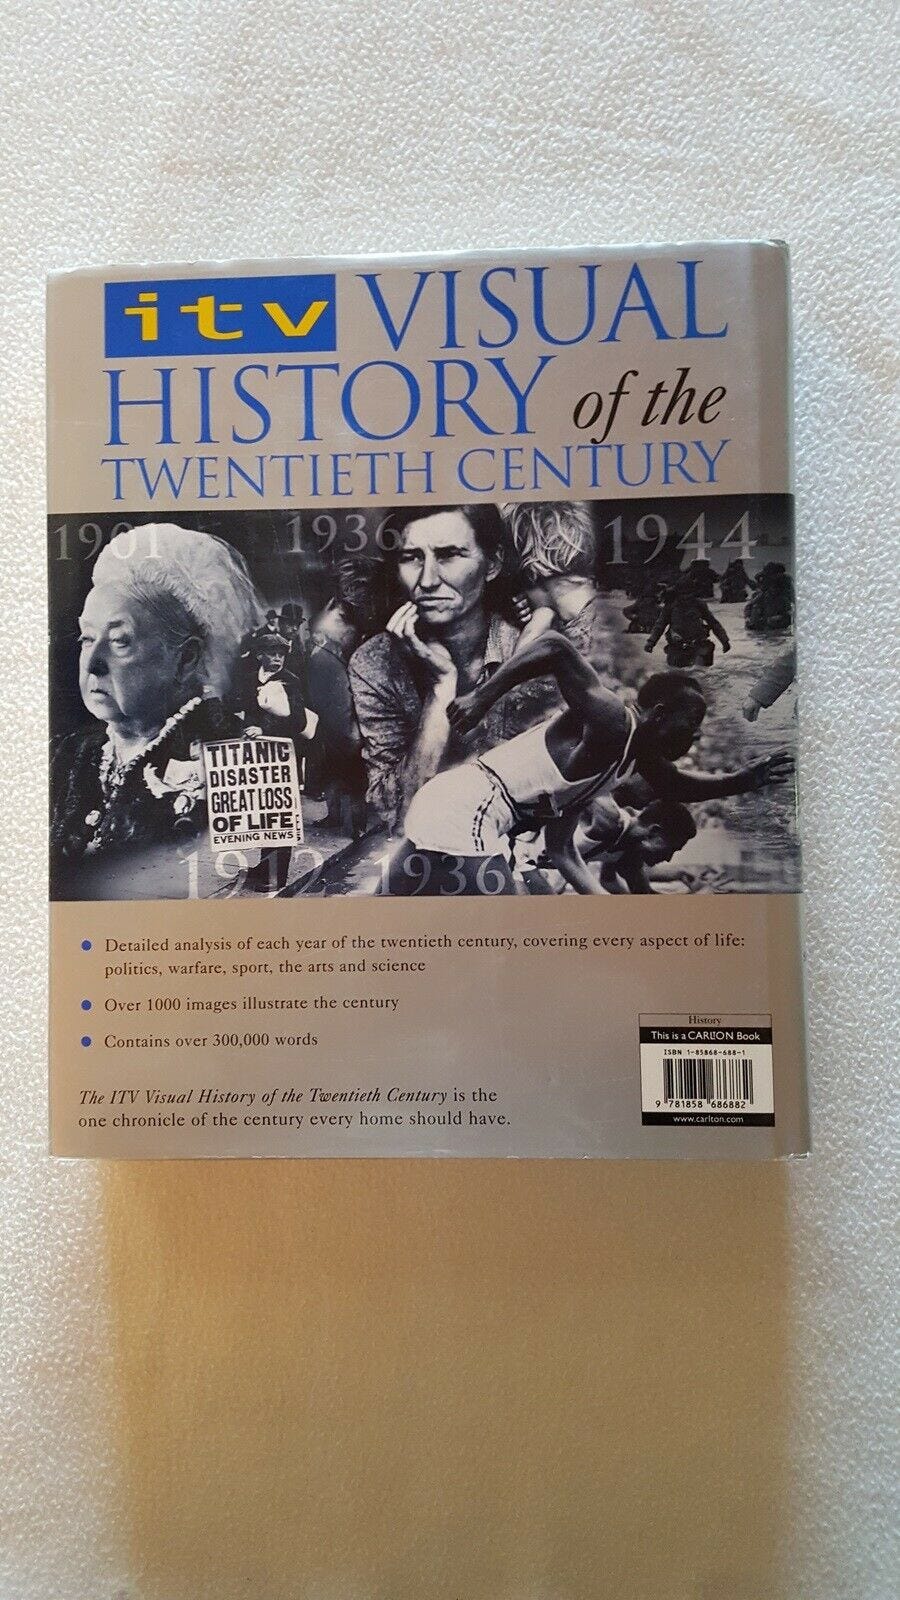 itv VISUAL
HISTORY of the
TWENTIETH CENTURY
1901
1936
1944
TITANIC
DISASTER
GREAT LOSS
OF LIFE
EVENING NEWS
1912
1936
• Detailed analysis of each year of the twentieth century, covering every aspect of life:
politics, warfare, sport, the arts and science
• Over 1000 images illustrate the century
• Contains over 300,000 words
The ITV Visual History of the Twentieth Century is the
one chronicle of the century every home should have.
History
This is a CARLTON Book
ISBN 1-85868-688-1
9 781858 686882
www.carlton.com